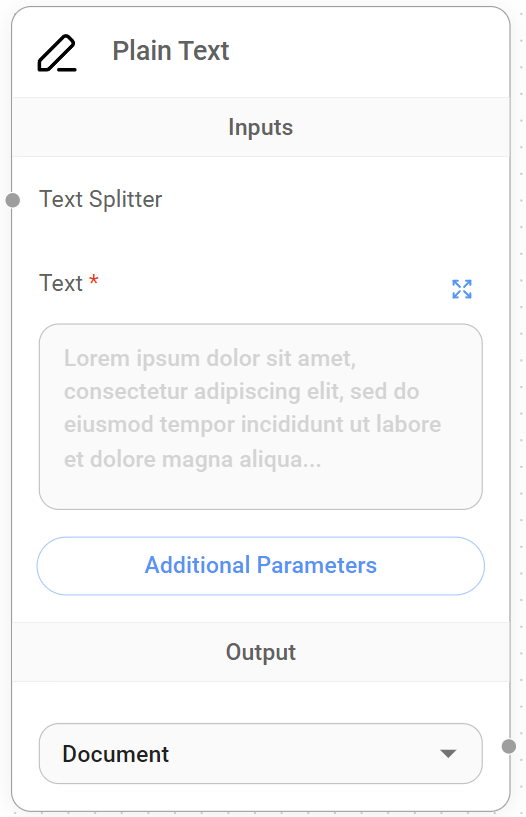 Plain Text
Inputs
Text Splitter
Text *
Lorem ipsum dolor sit amet,
consectetur adipiscing elit, sed do
eiusmod tempor incididunt ut labore
et dolore magna aliqua...
Additional Parameters
Output
Document